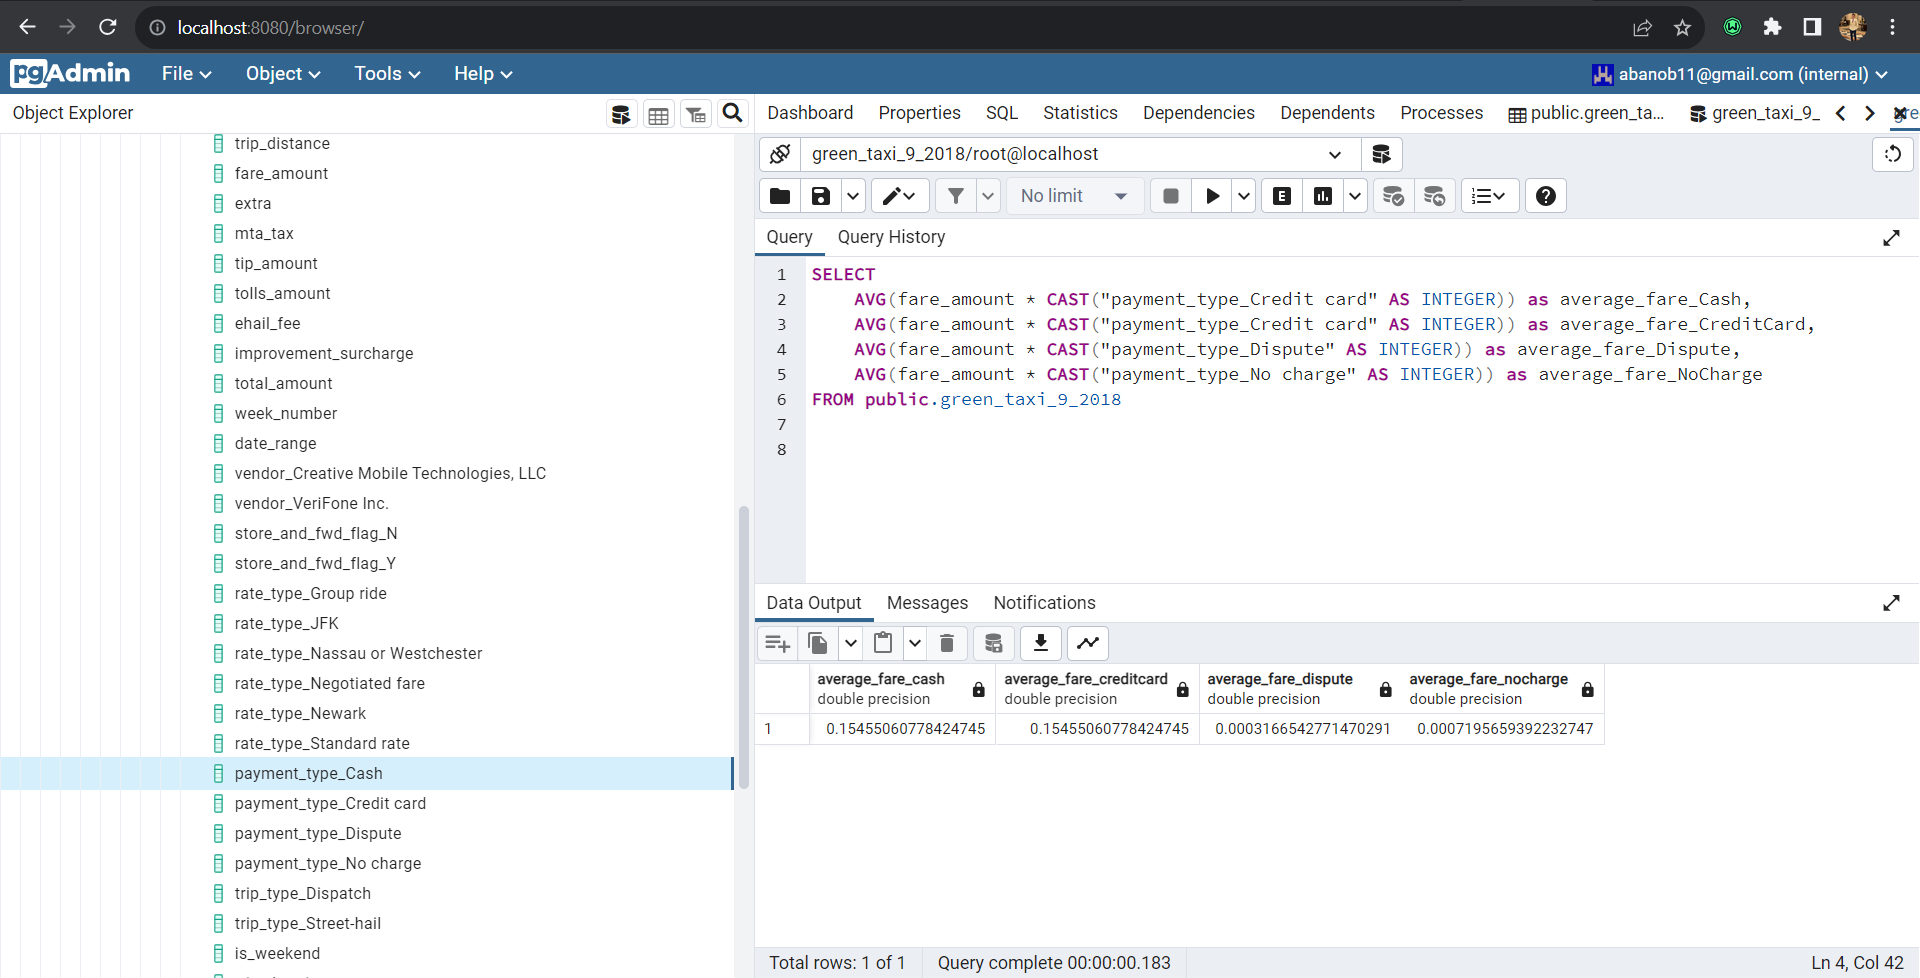 localhost:8080/browser/
pgAdmin File Object Tools Help abanob11@gmail.com (internal)
Object Explorer
trip_distance
fare_amount
extra
mta_tax
tip_amount
tolls_amount
ehail_fee
improvement_surcharge
total_amount
week_number
date_range
vendor_Creative Mobile Technologies, LLC
vendor_VeriFone Inc.
store_and_fwd_flag_N
store_and_fwd_flag_Y
rate_type_Group ride
rate_type_JFK
rate_type_Nassau or Westchester
rate_type_Negotiated fare
rate_type_Newark
rate_type_Standard rate
payment_type_Cash
payment_type_Credit card
payment_type_Dispute
payment_type_No charge
trip_type_Dispatch
trip_type_Street-hail
is_weekend
Dashboard Properties SQL Statistics Dependencies Dependents Processes public.green_ta... green_taxi_9_
green_taxi_9_2018/root@localhost
No limit E
Query Query History
1 SELECT
2 AVG(fare_amount * CAST("payment_type_Credit card" AS INTEGER)) as average_fare_Cash,
3 AVG(fare_amount * CAST("payment_type_Credit card" AS INTEGER)) as average_fare_CreditCard,
4 AVG(fare_amount * CAST("payment_type_Dispute" AS INTEGER)) as average_fare_Dispute,
5 AVG(fare_amount * CAST("payment_type_No charge" AS INTEGER)) as average_fare_NoCharge
6 FROM public.green_taxi_9_2018
7
8
Data Output Messages Notifications
average_fare_cash average_fare_creditcard average_fare_dispute average_fare_nocharge
double precision double precision double precision double precision
1 0.15455060778424745 0.15455060778424745 0.0003166542771470291 0.0007195659392232747
Total rows: 1 of 1 Query complete 00:00:00.183 Ln 4, Col 42